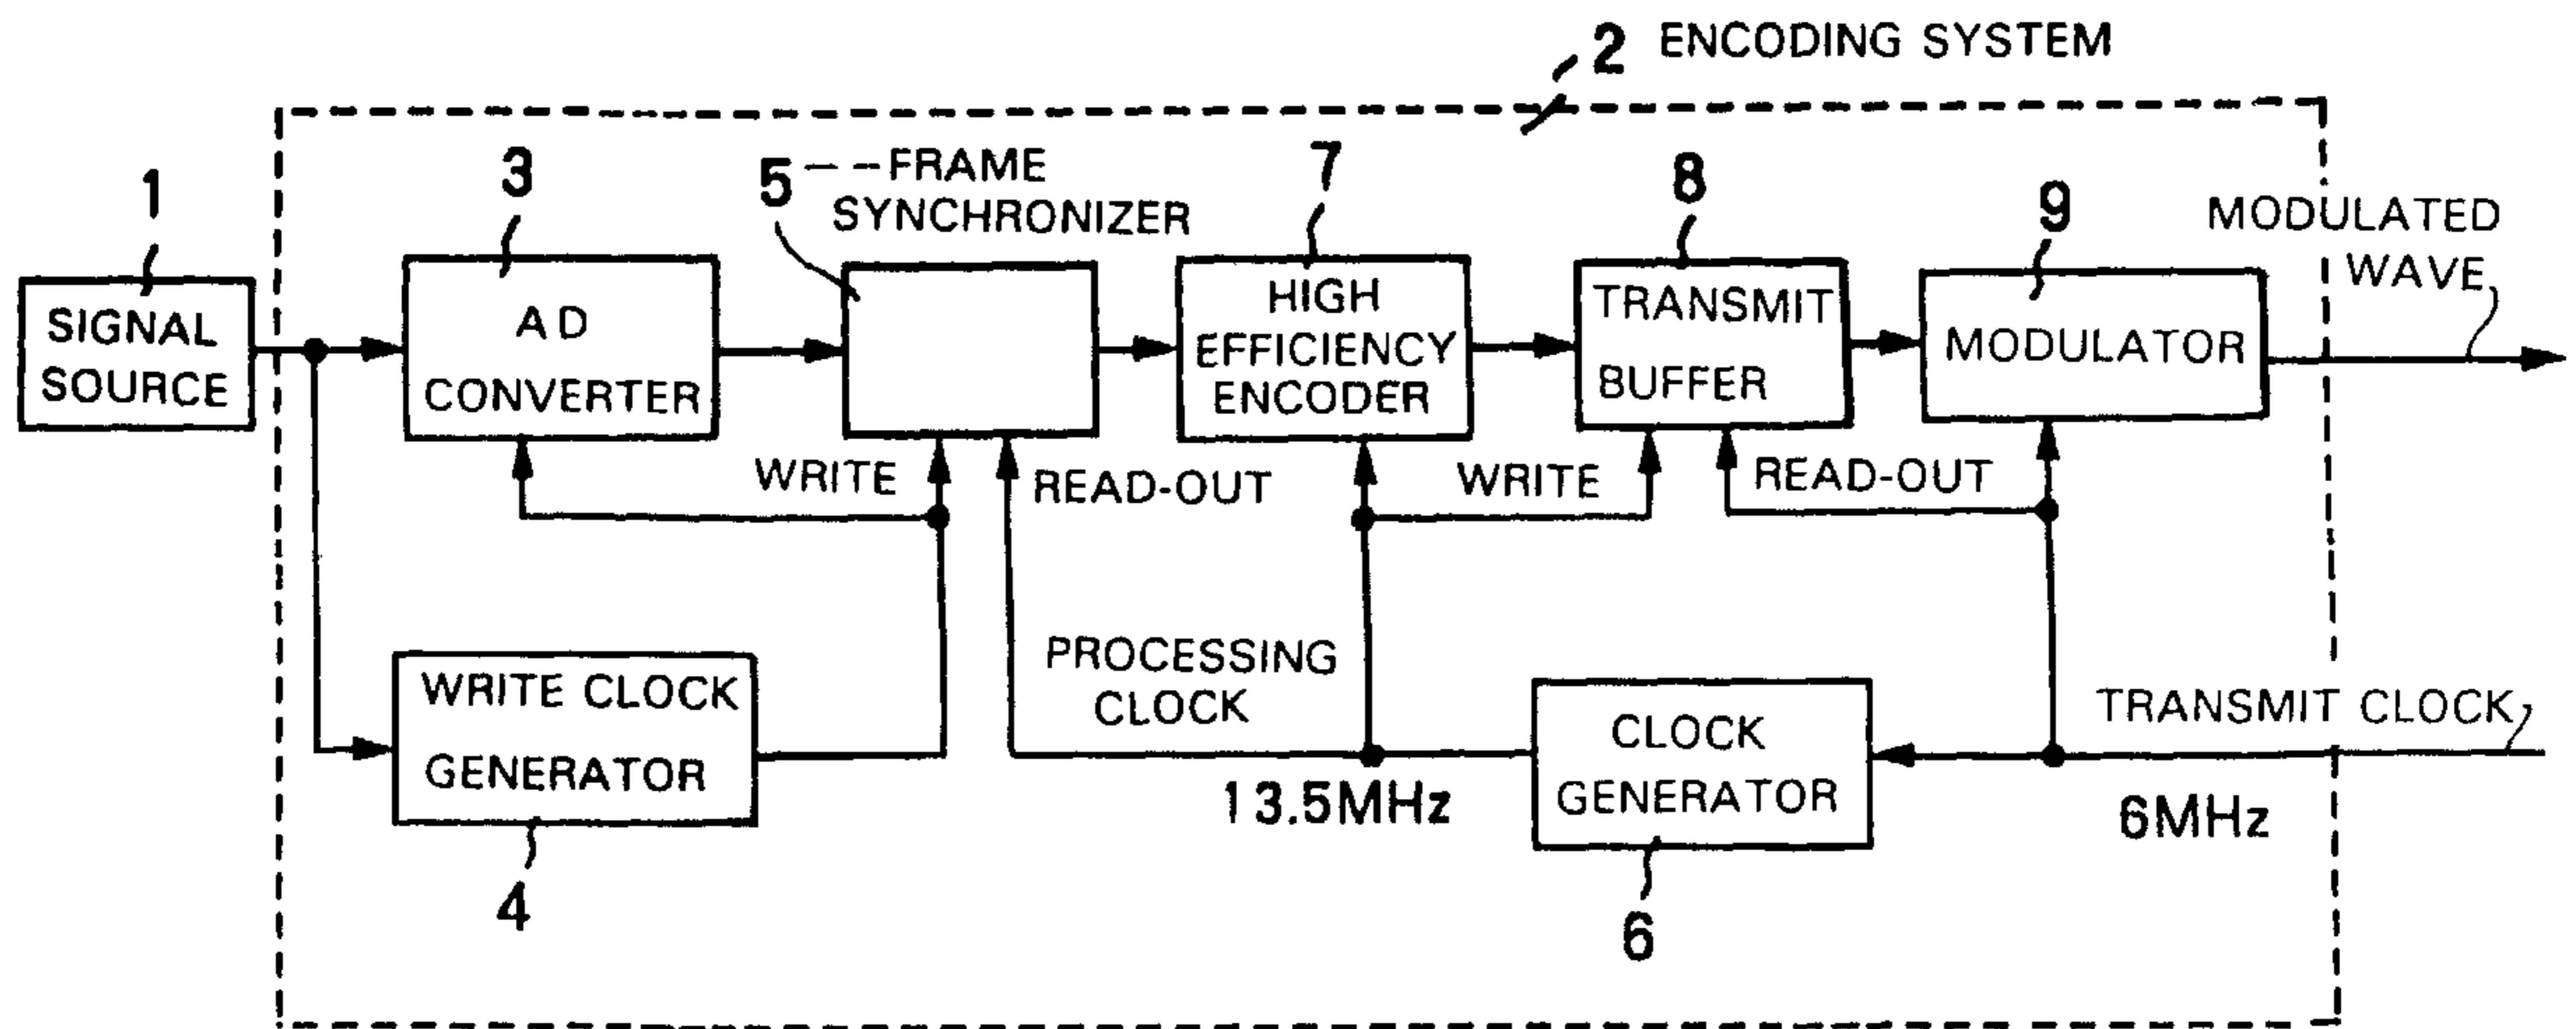 2 ENCODING SYSTEM
1
SIGNAL
SOURCE
3
AD
CONVERTER
5
FRAME
SYNCHRONIZER
7
HIGH
EFFICIENCY
ENCODER
8
TRANSMIT
BUFFER
9
MODULATOR
MODULATED
WAVE
WRITE
READ-OUT
WRITE
READ-OUT
WRITE CLOCK
GENERATOR
4
PROCESSING
CLOCK
13.5MHz
CLOCK
GENERATOR
6
TRANSMIT CLOCK
6MHz